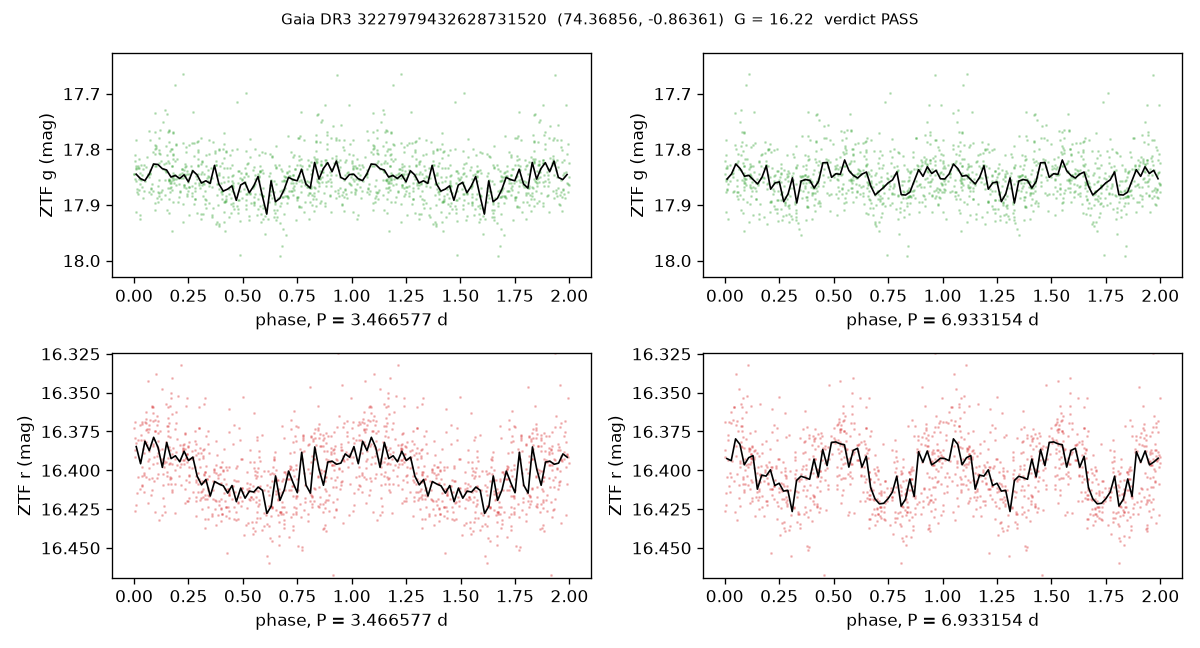 Gaia DR3 3227979432628731520 (74.36856, -0.86361) G = 16.22 verdict PASS
ZTF g (mag)
17.7
17.8
17.9
18.0
0.00 0.25 0.50 0.75 1.00 1.25 1.50 1.75 2.00
phase, P = 3.466577 d
ZTF g (mag)
17.7
17.8
17.9
18.0
0.00 0.25 0.50 0.75 1.00 1.25 1.50 1.75 2.00
phase, P = 6.933154 d
ZTF r (mag)
16.325
16.350
16.375
16.400
16.425
16.450
0.00 0.25 0.50 0.75 1.00 1.25 1.50 1.75 2.00
phase, P = 3.466577 d
ZTF r (mag)
16.325
16.350
16.375
16.400
16.425
16.450
0.00 0.25 0.50 0.75 1.00 1.25 1.50 1.75 2.00
phase, P = 6.933154 d